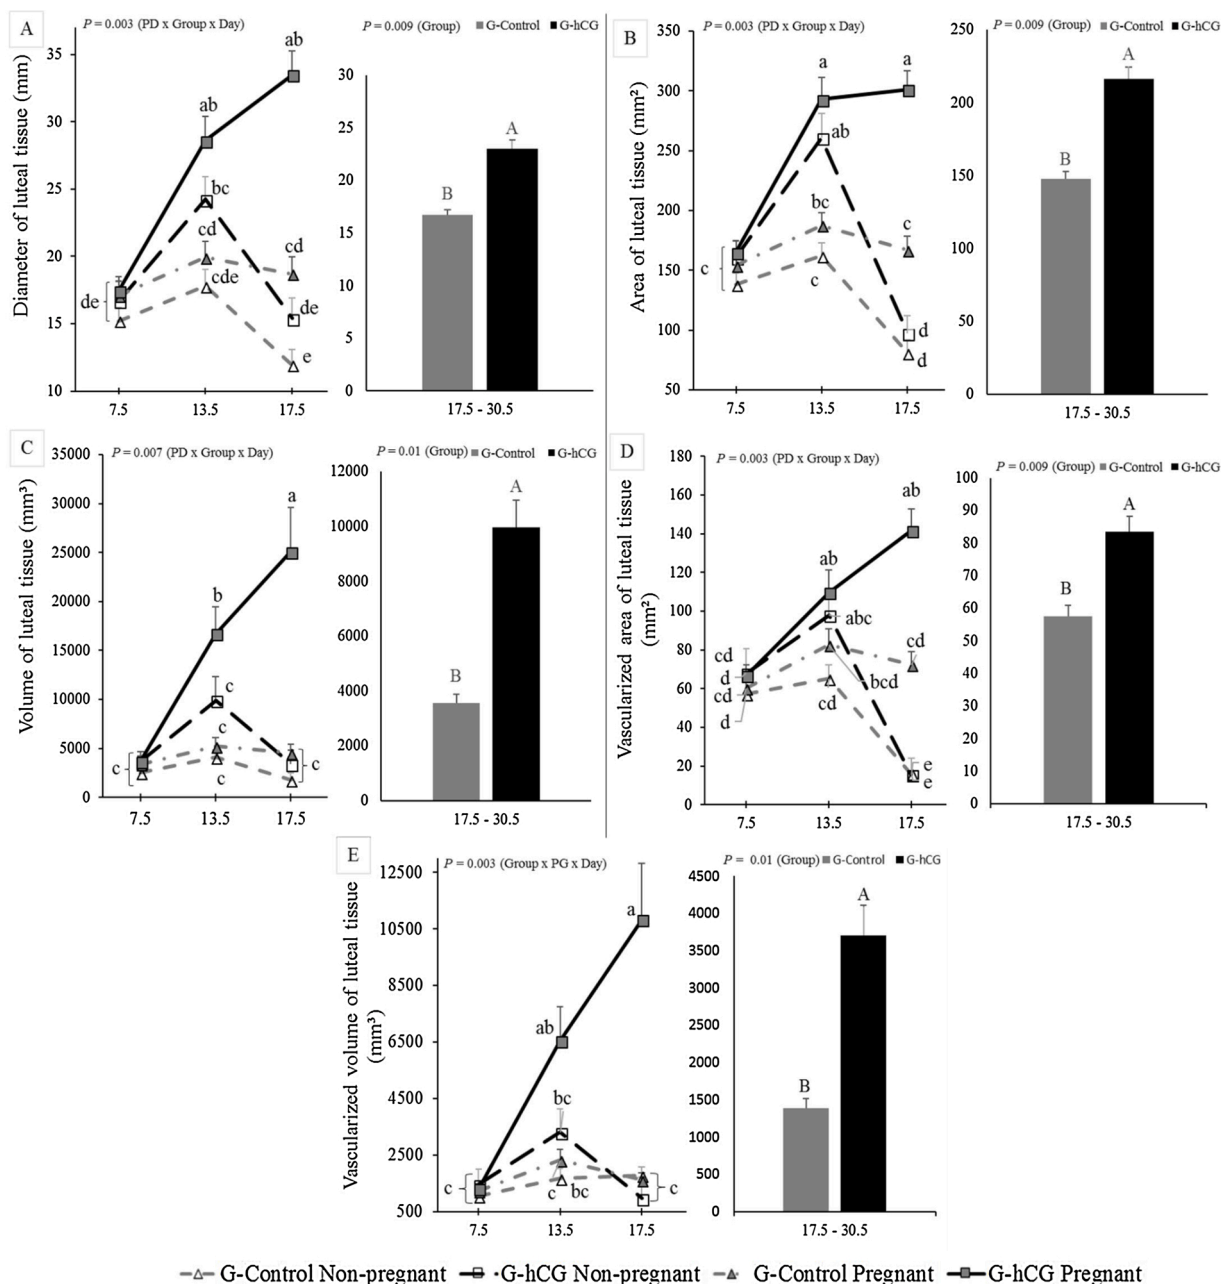 A
P = 0.003 (PD x Group x Day)
Diameter of luteal tissue (mm)
35
30
25
20
15
10
ab
ab
bc
cd
cde
cd
de
de
e
7.5
13.5
17.5
P = 0.009 (Group)
G-Control
G-hCG
30
25
20
15
10
5
0
B
A
17.5 - 30.5
B
P = 0.003 (PD x Group x Day)
Area of luteal tissue (mm²)
350
300
250
200
150
100
50
a
a
ab
bc
c
c
c
d
d
7.5
13.5
17.5
P = 0.009 (Group)
G-Control
G-hCG
250
200
150
100
50
0
B
A
17.5 - 30.5
C
P = 0.007 (PD x Group x Day)
Volume of luteal tissue (mm³)
35000
30000
25000
20000
15000
10000
5000
0
a
b
c
c
c
c
c
7.5
13.5
17.5
P = 0.01 (Group)
G-Control
G-hCG
12000
10000
8000
6000
4000
2000
0
B
A
17.5 - 30.5
D
P = 0.003 (PD x Group x Day)
Vascularized area of luteal tissue
(mm²)
180
160
140
120
100
80
60
40
20
0
ab
ab
abc
cd
cd
d
bcd
cd
cd
d
e
e
7.5
13.5
17.5
P = 0.009 (Group)
G-Control
G-hCG
100
90
80
70
60
50
40
30
20
10
0
B
A
17.5 - 30.5
E
P = 0.003 (Group x PG x Day)
Vascularized volume of luteal tissue
(mm³)
12500
10500
8500
6500
4500
2500
500
a
ab
bc
c
c
bc
c
7.5
13.5
17.5
P = 0.01 (Group)
G-Control
G-hCG
4500
4000
3500
3000
2500
2000
1500
1000
500
0
B
A
17.5 - 30.5
G-Control Non-pregnant
G-hCG Non-pregnant
G-Control Pregnant
G-hCG Pregnant